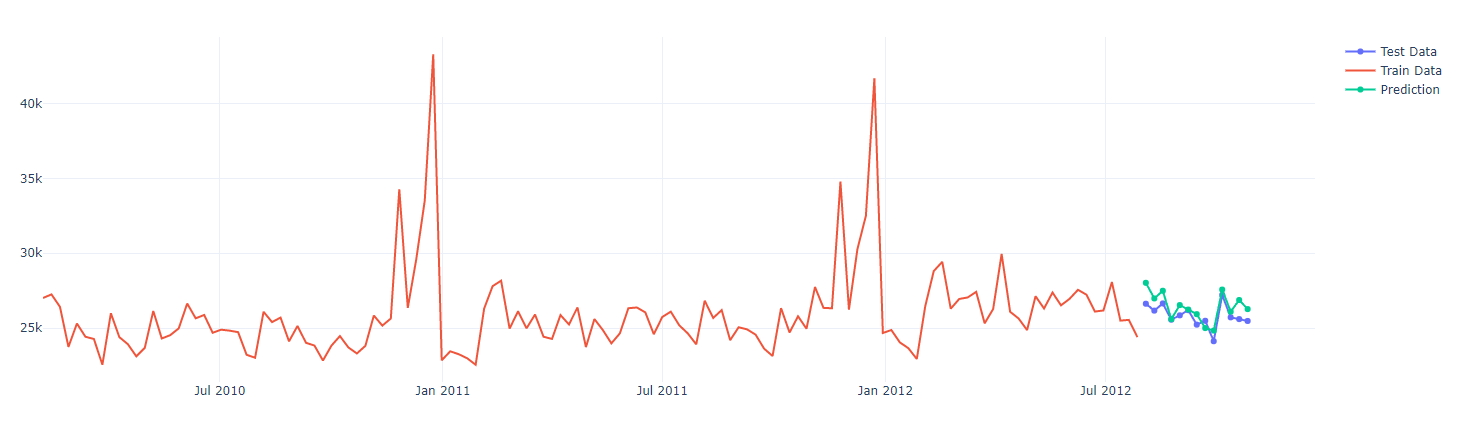 Test Data
Train Data
Prediction
40k
35k
30k
25k
Jul 2010
Jan 2011
Jul 2011
Jan 2012
Jul 2012